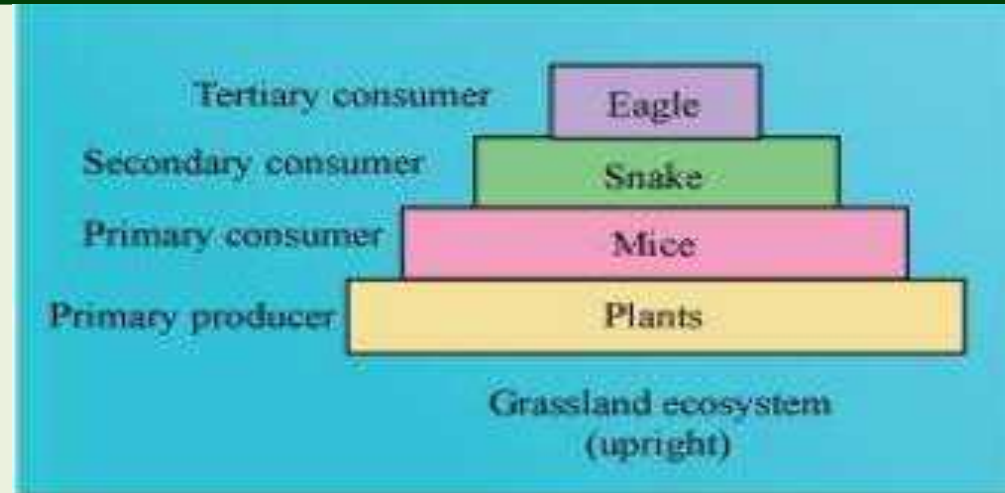 Tertiary consumer Eagle
Secondary consumer Snake
Primary consumer Mice
Primary producer Plants
Grassland ecosystem
(upright)